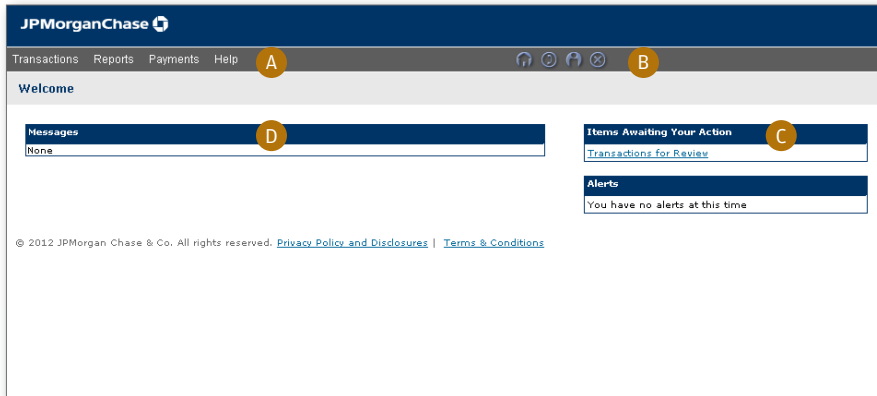 JPMorganChase
Transactions Reports Payments Help A B
Welcome
Messages D
None
Items Awaiting Your Action C
Transactions for Review
Alerts
You have no alerts at this time
© 2012 JPMorgan Chase & Co. All rights reserved. Privacy Policy and Disclosures | Terms & Conditions